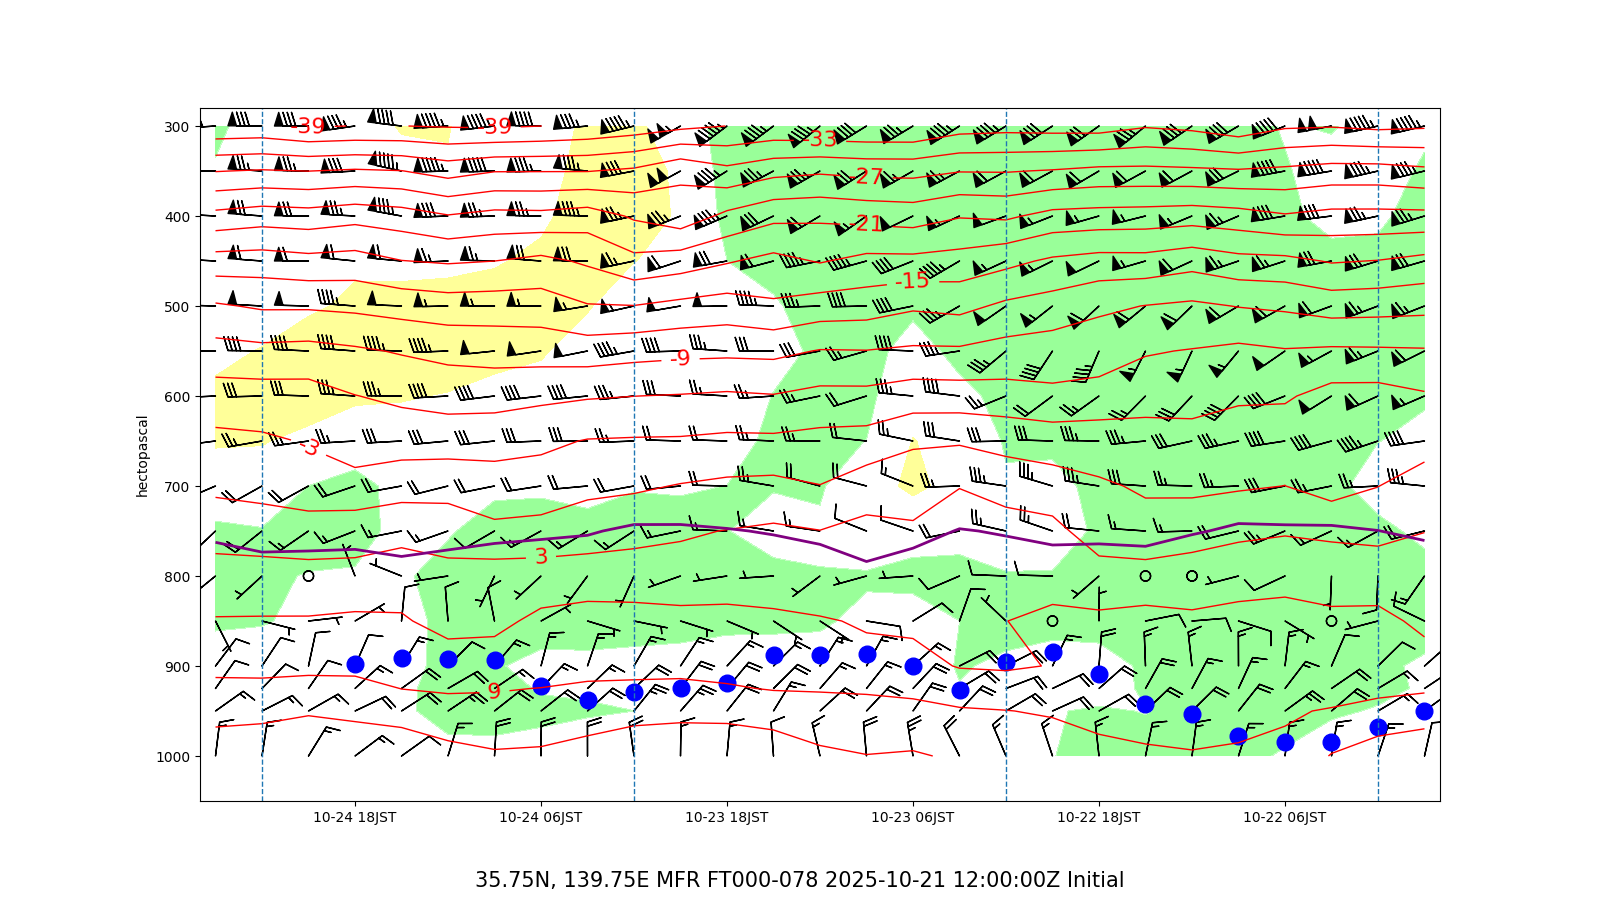 300
400
500
600
700
800
900
1000
hectopascal
-39
-39
-33
-27
-21
-15
-9
-3
3
9
10-24 18JST
10-24 06JST
10-23 18JST
10-23 06JST
10-22 18JST
10-22 06JST
35.75N, 139.75E MFR FT000-078 2025-10-21 12:00:00Z Initial